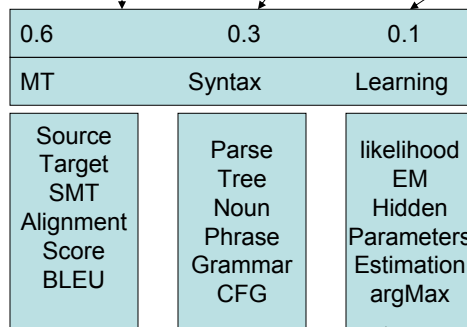 0.6 0.3 0.1
MT Syntax Learning
Source
Target
SMT
Alignment
Score
BLEU
Parse
Tree
Noun
Phrase
Grammar
CFG
likelihood
EM
Hidden
Parameters
Estimation
argMax